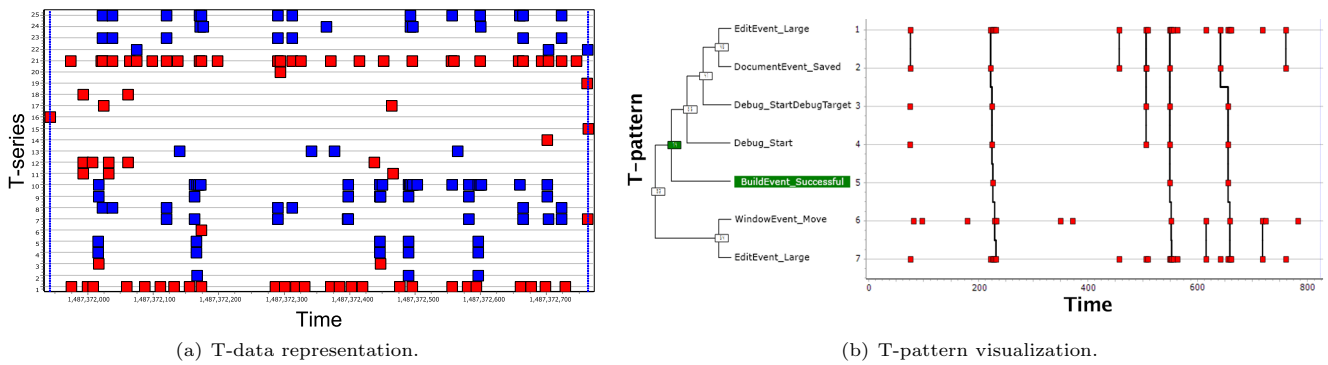 25
24
23
22
21
20
19
18
17
16
15
14
13
12
11
10
9
8
7
6
5
4
3
2
1
T-series
1,487,372,000 1,487,372,100 1,487,372,200 1,487,372,300 1,487,372,400 1,487,372,500 1,487,372,600 1,487,372,700
Time
(a) T-data representation.
T-pattern
EditEvent_Large 1
DocumentEvent_Saved 2
Debug_StartDebugTarget 3
Debug_Start 4
BuildEvent_Successful 5
WindowEvent_Move 6
EditEvent_Large 7
0 200 400 600 800
Time
(b) T-pattern visualization.